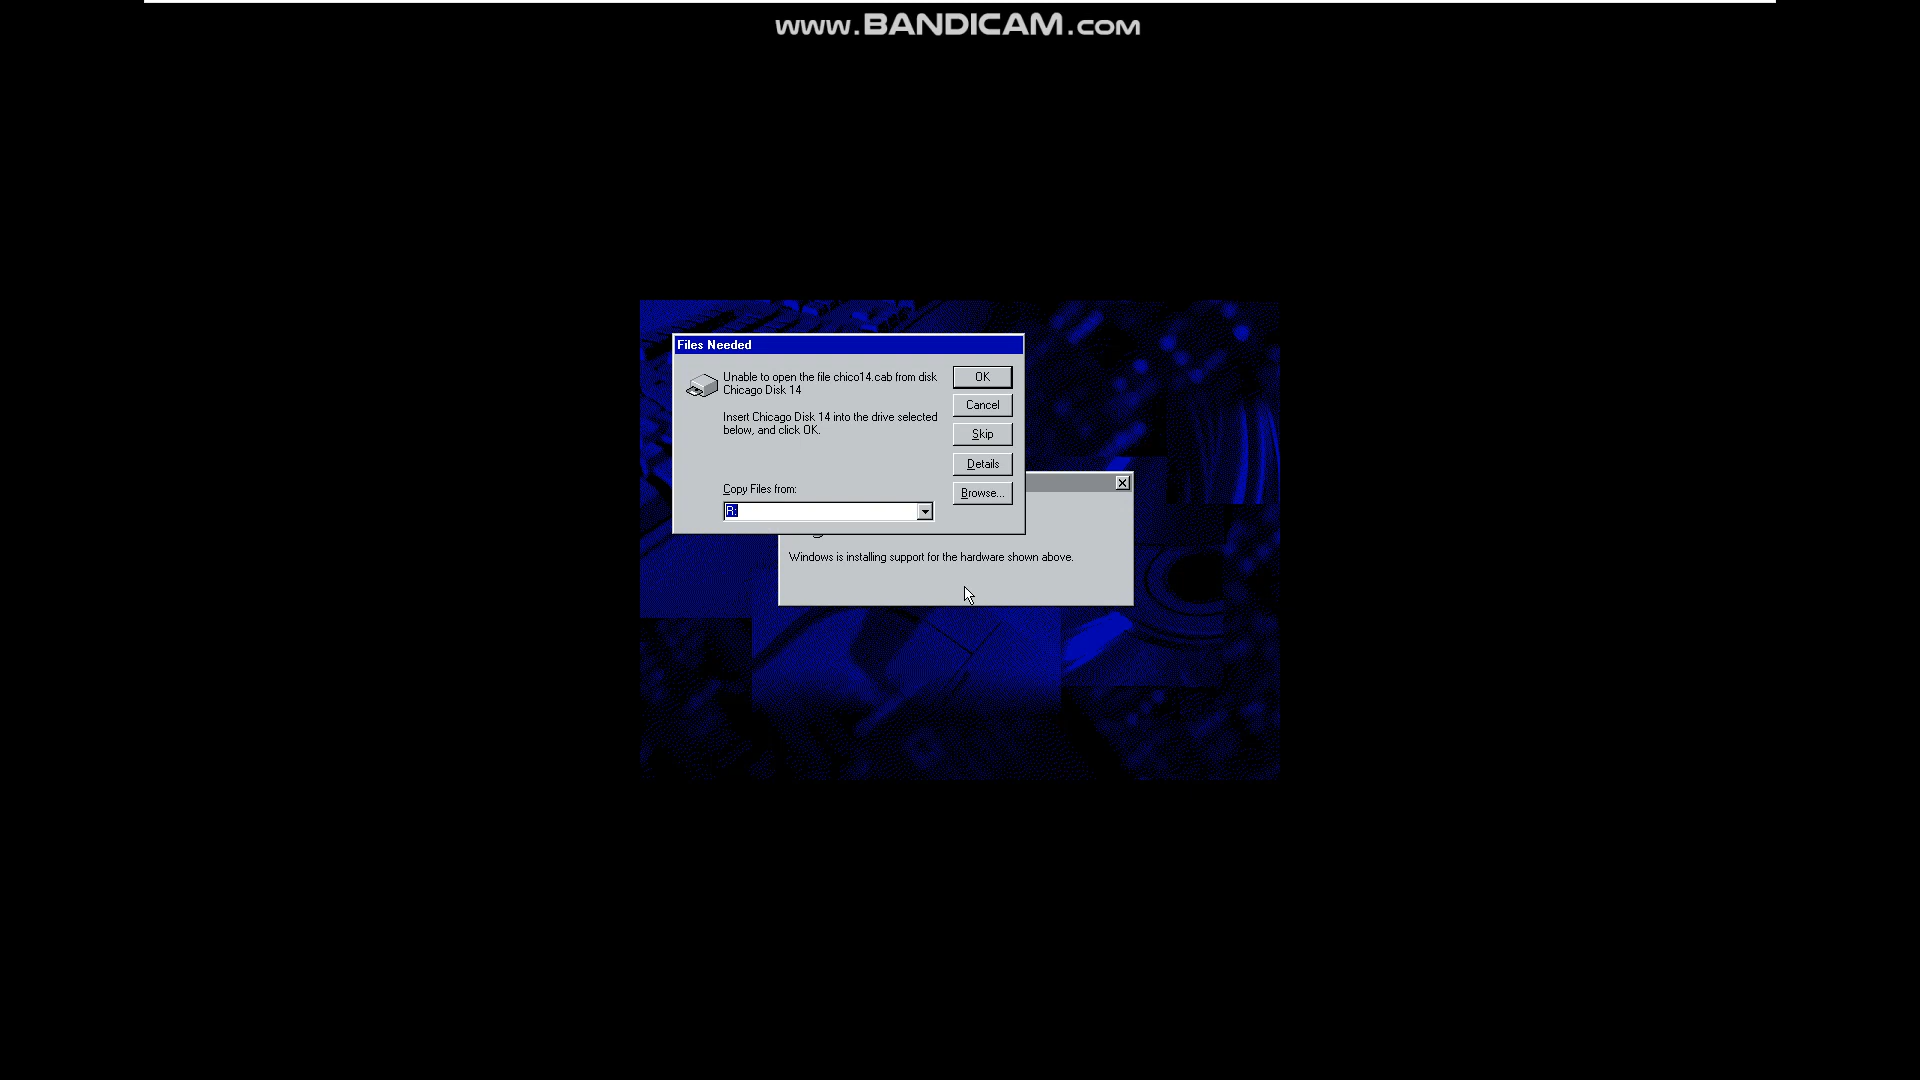 www.BANDICAM.com
Files Needed
Unable to open the file chico14.cab from disk
Chicago Disk 14
Insert Chicago Disk 14 into the drive selected
below, and click OK.
OK
Cancel
Skip
Details
Browse...
Copy Files from:
R:
Windows is installing support for the hardware shown above.